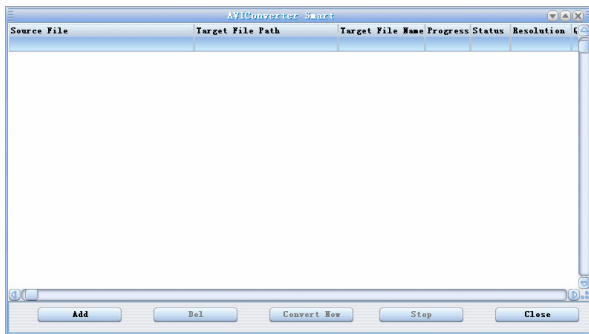 AVIConverter Smart
Source File Target File Path Target File Name Progress Status Resolution
Add Del Convert Now Stop Close